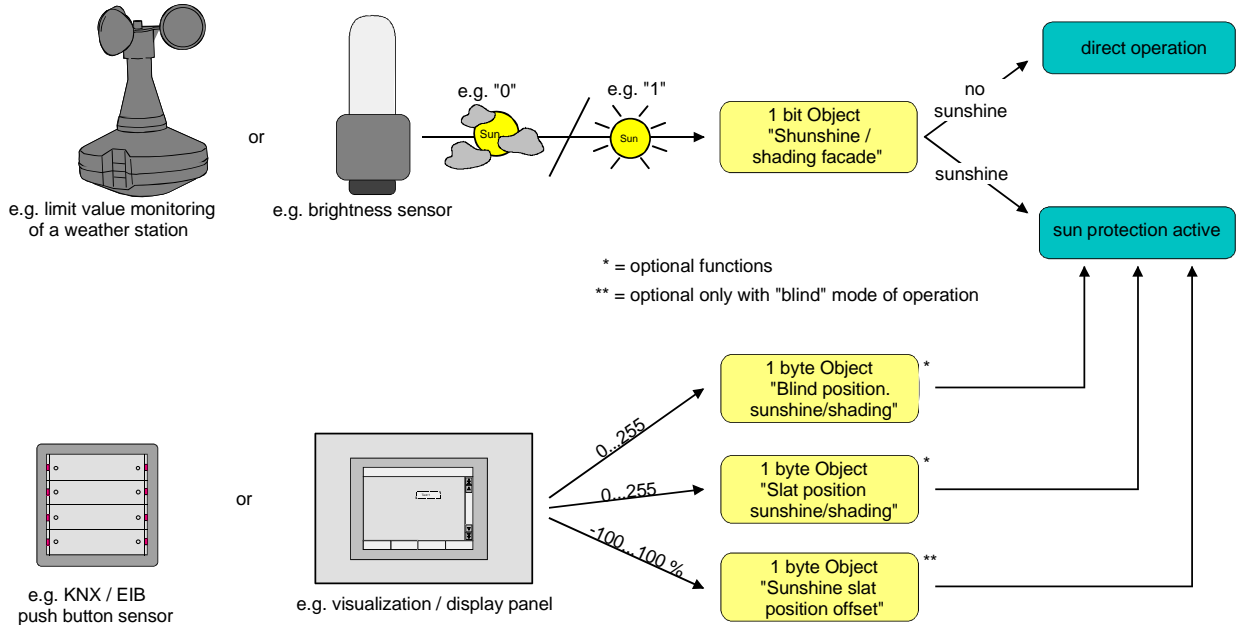 direct operation
e.g. "0"
e.g. "1"
no
sunshine
or
Sun
Sun
1 bit Object
"Shunshine /
shading facade"
sunshine
e.g. limit value monitoring
of a weather station
e.g. brightness sensor
sun protection active
* = optional functions
** = optional only with "blind" mode of operation
1 byte Object
"Blind position.
sunshine/shading"
*
0...255
or
0...255
1 byte Object
"Slat position
sunshine/shading"
*
-100...100 %
1 byte Object
"Sunshine slat
position offset"
**
e.g. KNX / EIB
push button sensor
e.g. visualization / display panel